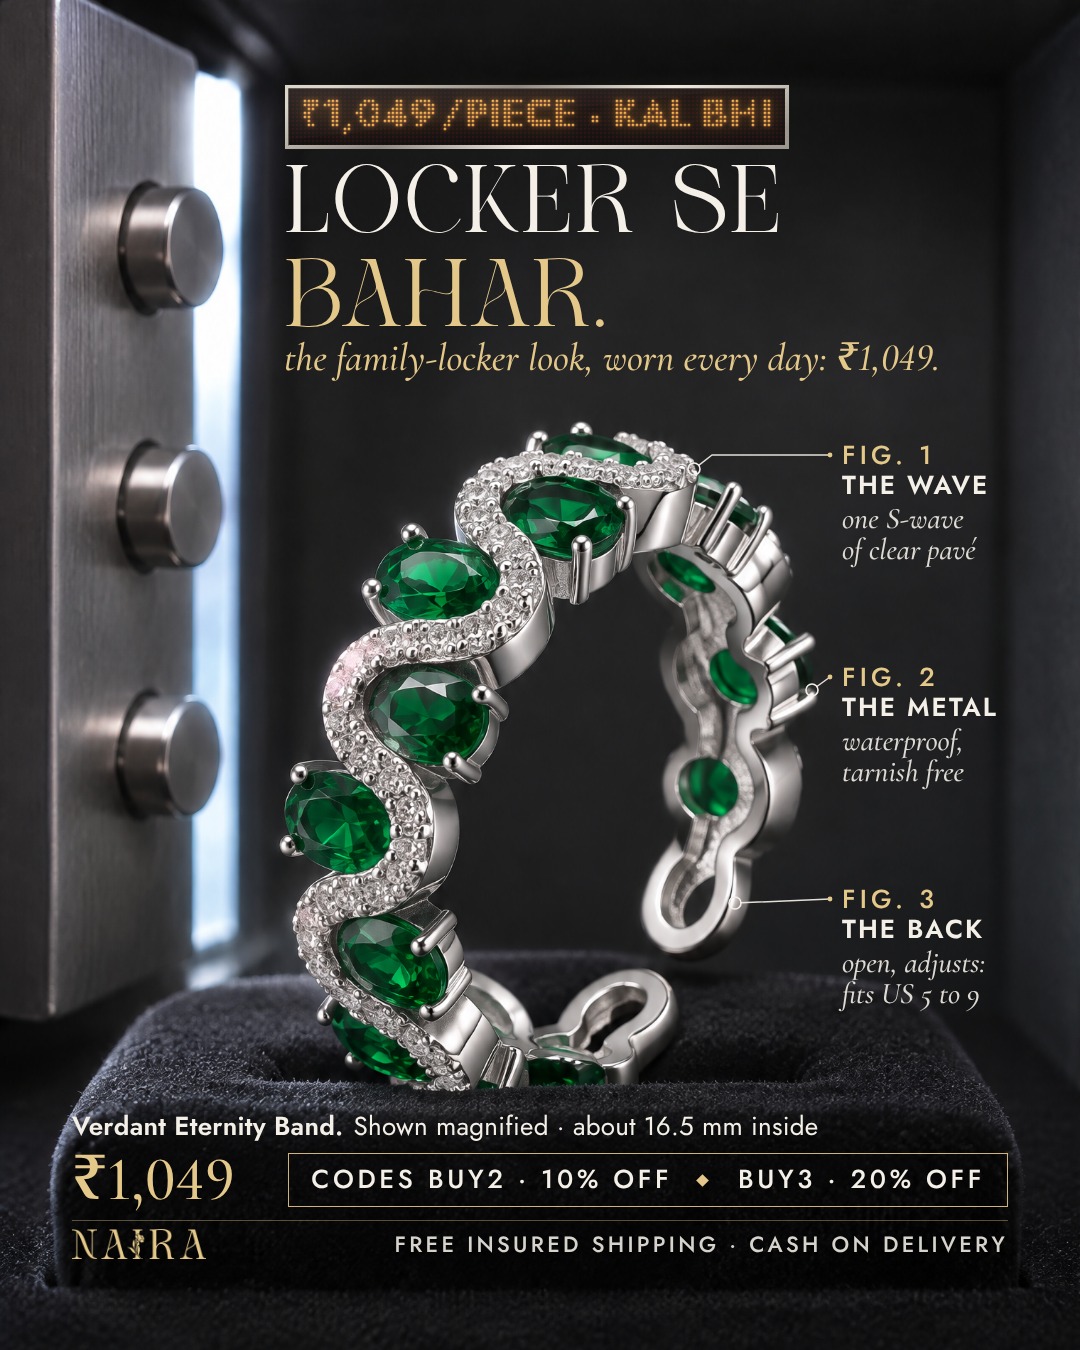 ₹1,049/PIECE · KAL BHI
LOCKER SE
BAHAR.
the family-locker look, worn every day: ₹1,049.
FIG. 1
THE WAVE
one S-wave
of clear pavé
FIG. 2
THE METAL
waterproof,
tarnish free
FIG. 3
THE BACK
open, adjusts:
fits US 5 to 9
Verdant Eternity Band. Shown magnified · about 16.5 mm inside
₹1,049
CODES BUY2 · 10% OFF ◆ BUY3 · 20% OFF
NAIRA
FREE INSURED SHIPPING · CASH ON DELIVERY